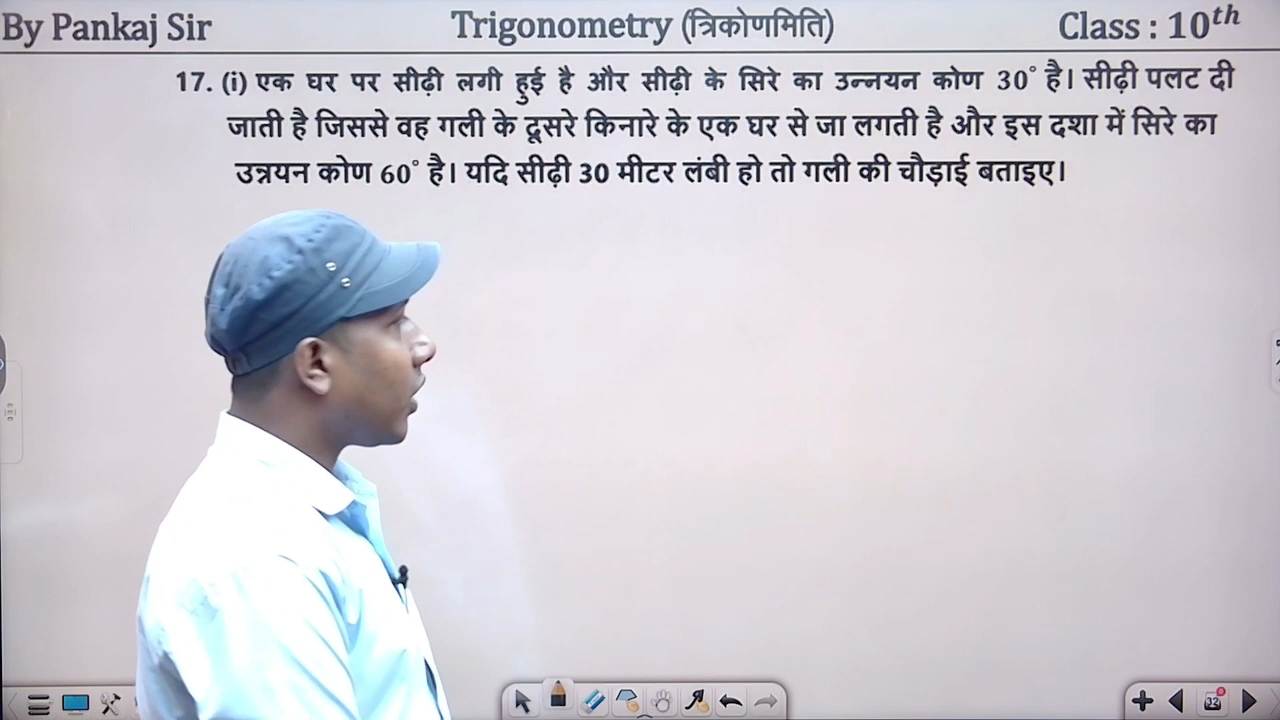 By Pankaj Sir Trigonometry (त्रिकोणमिति) Class : 10th
17. (i) एक घर पर सीढ़ी लगी हुई है और सीढ़ी के सिरे का उन्नयन कोण 30° है। सीढ़ी पलट दी
जाती है जिससे वह गली के दूसरे किनारे के एक घर से जा लगती है और इस दशा में सिरे का
उन्नयन कोण 60° है। यदि सीढ़ी 30 मीटर लंबी हो तो गली की चौड़ाई बताइए।
32